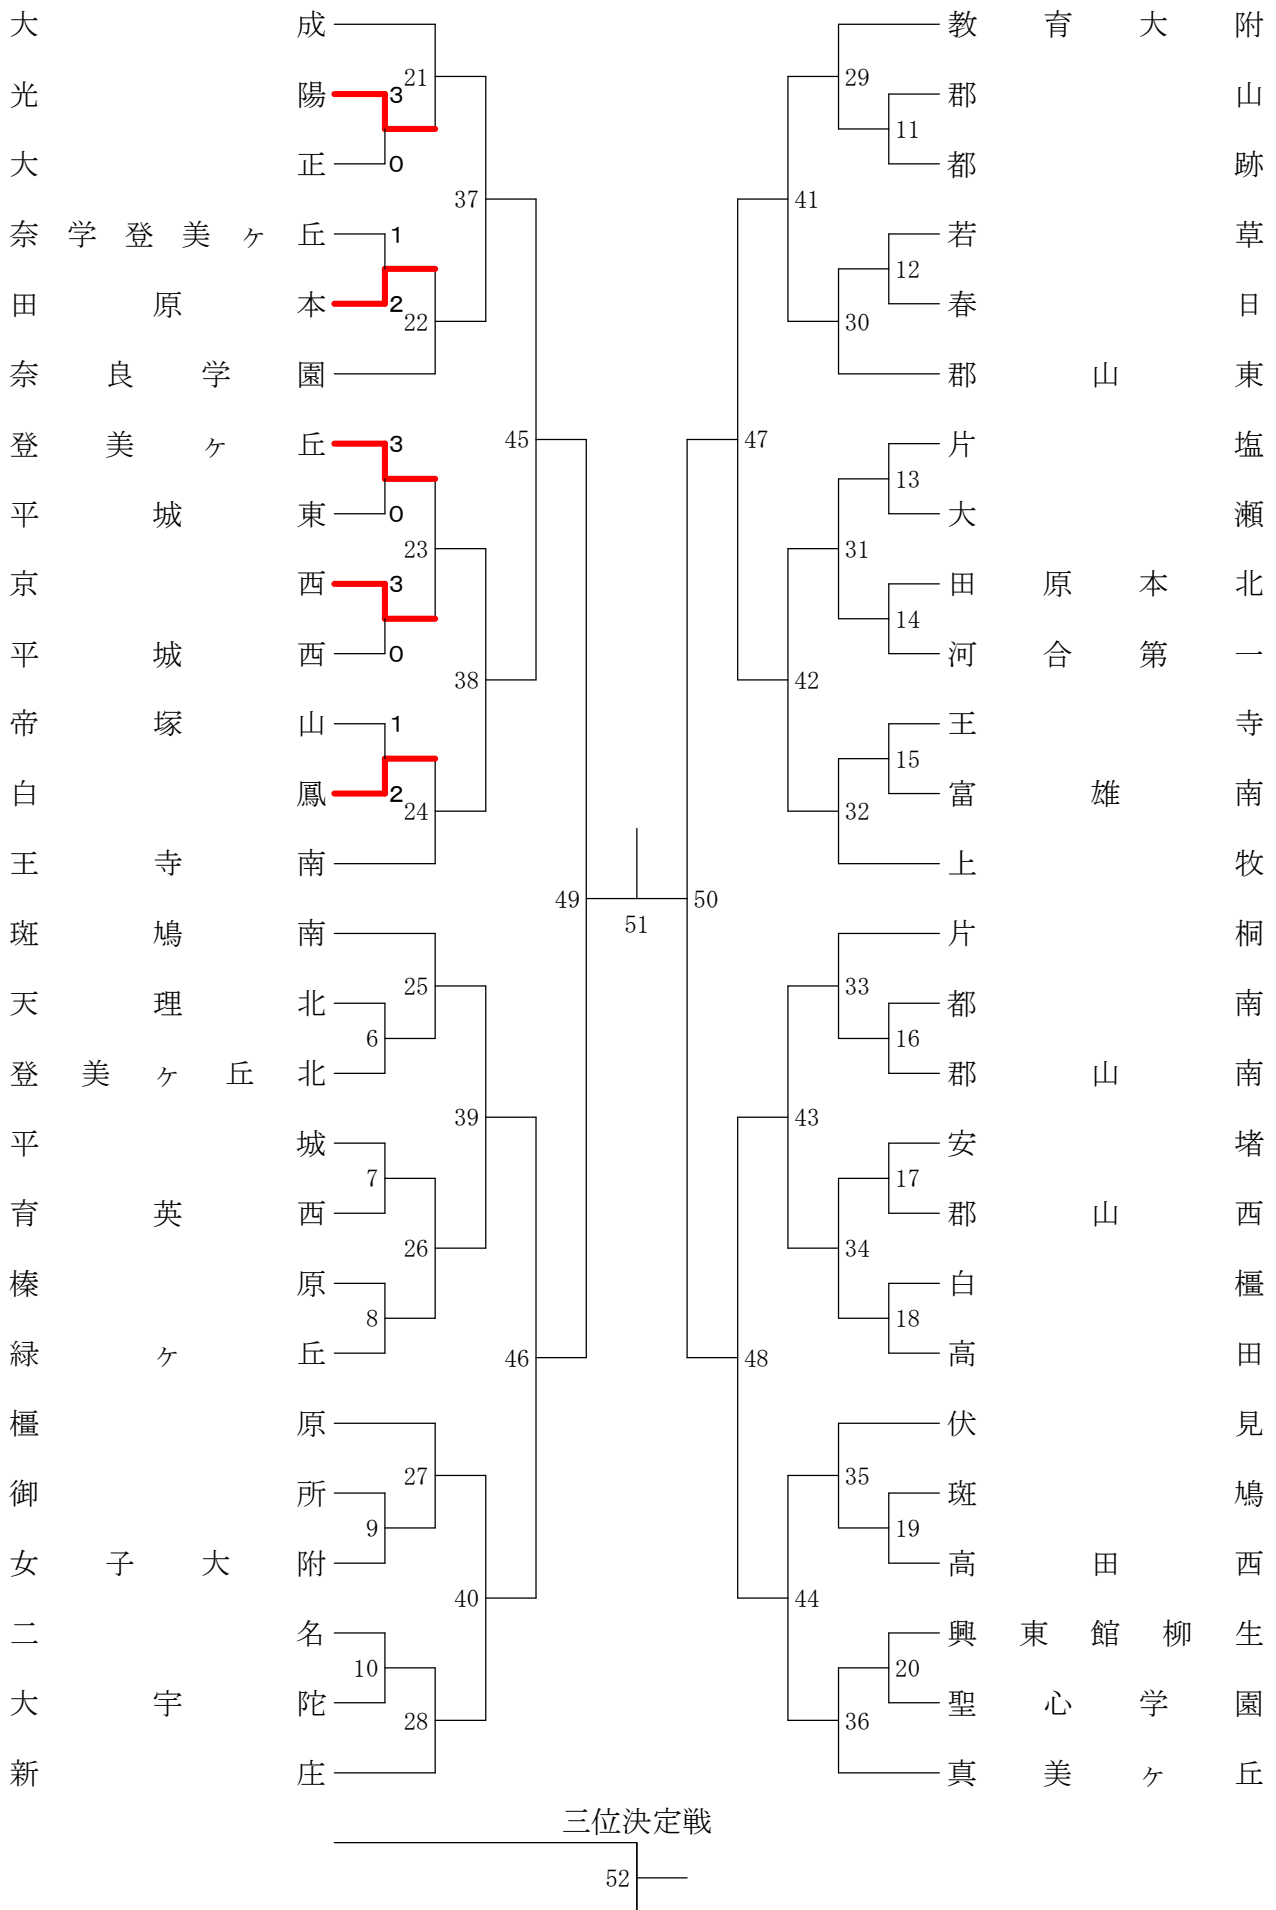 大成
21
光陽 3
大正 0
37
奈学登美ヶ丘 1
田原本 2
22
奈良学園
45
登美ヶ丘 3
平城東 0
23
京西 3
平城西 0
38
帝塚山 1
白鳳 2
24
王寺南
49
斑鳩南
25
天理北
6
登美ヶ丘北
39
平城
7
育英西
26
榛原
8
緑ヶ丘
46
橿原
27
御所
9
女子大附
40
二名
10
大宇陀
28
新庄
51
教育大附
29
郡山
11
都跡
41
若草
12
春日
30
郡山東
47
片塩
13
大瀬
31
田原本北
14
河合第一
42
王寺
15
富雄南
32
上牧
50
片桐
33
都南
16
郡山南
43
安堵
17
郡山西
34
白橿
18
高田
48
伏見
35
斑鳩
19
高田西
44
興東館柳生
20
聖心学園
36
真美ヶ丘
三位決定戦
52